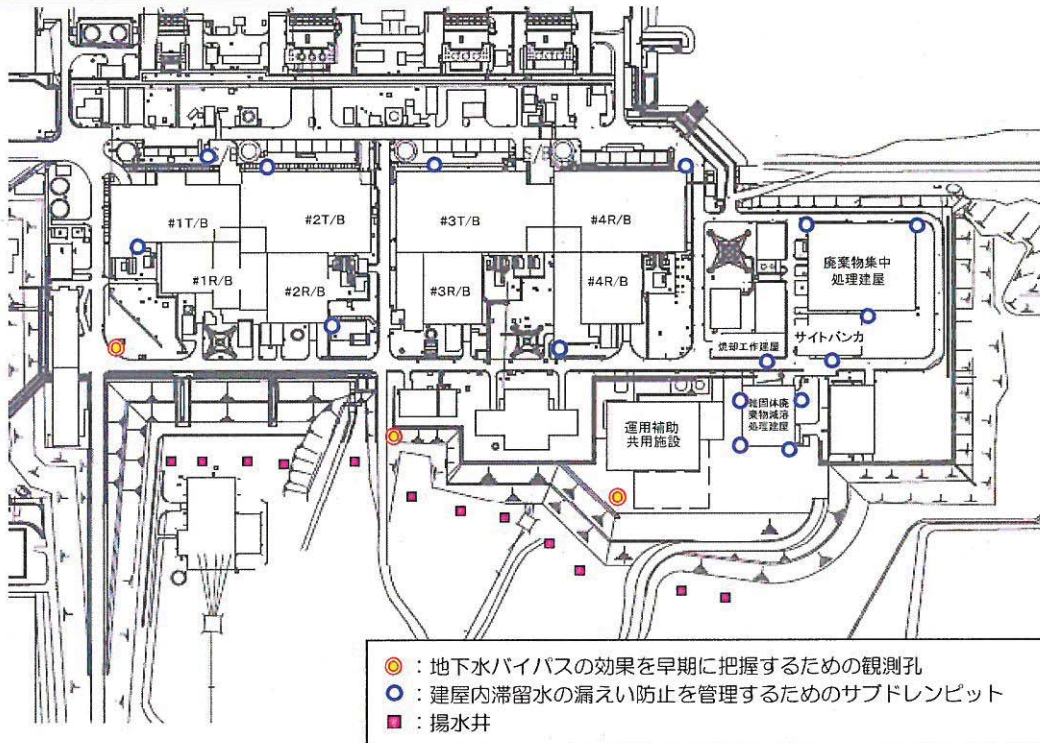 #1T/B
#2T/B
#3T/B
#4R/B
廃棄物集中
処理建屋
#1R/B
#2R/B
#3R/B
#4R/B
焼却工作建屋
サイトバンカ
雑固体廃
棄物減溶
処理建屋
運用補助
共用施設
：地下水バイパスの効果を早期に把握するための観測孔
：建屋内滞留水の漏えい防止を管理するためのサブドレンピット
：揚水井